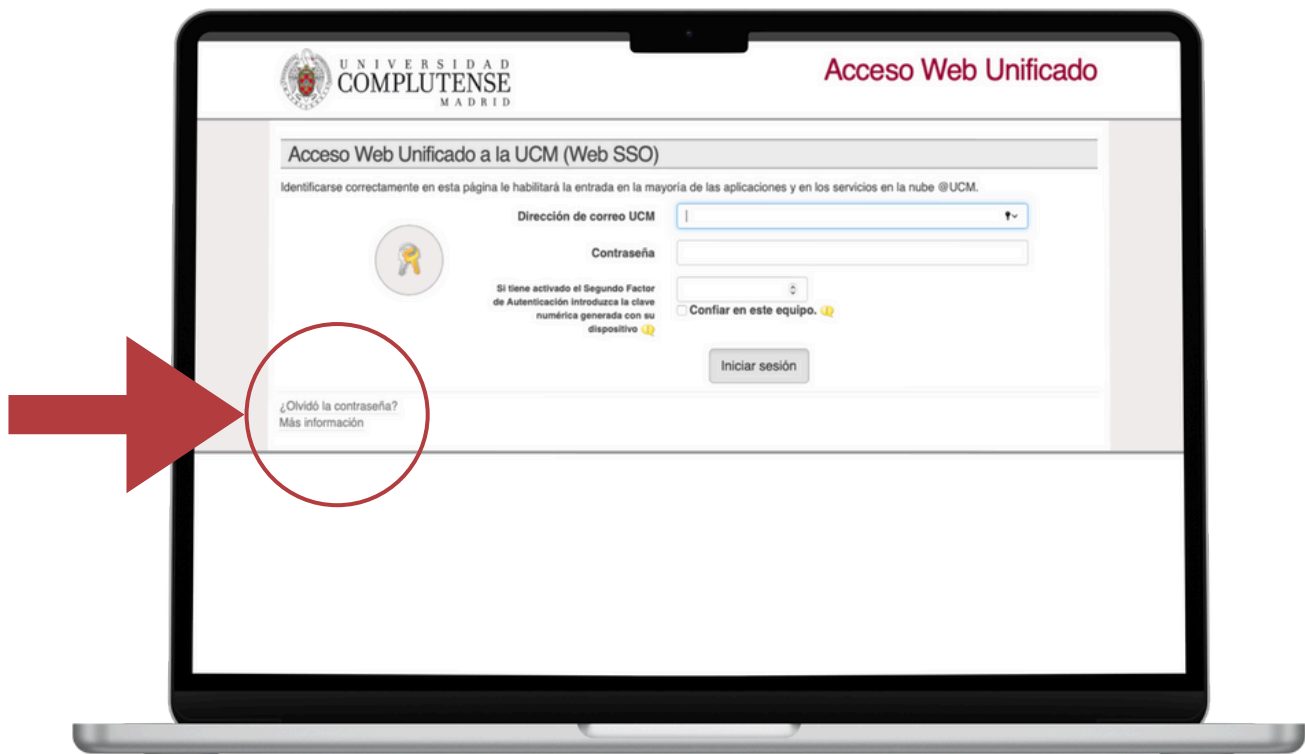 UNIVERSIDAD
COMPLUTENSE
MADRID
Acceso Web Unificado
Acceso Web Unificado a la UCM (Web SSO)
Identificarse correctamente en esta página le habilitará la entrada en la mayoría de las aplicaciones y en los servicios en la nube @UCM.
Dirección de correo UCM
Contraseña
Si tiene activado el Segundo Factor
de Autenticación introduzca la clave
numérica generada con su
dispositivo
Confiar en este equipo.
Iniciar sesión
¿Olvidó la contraseña?
Más información